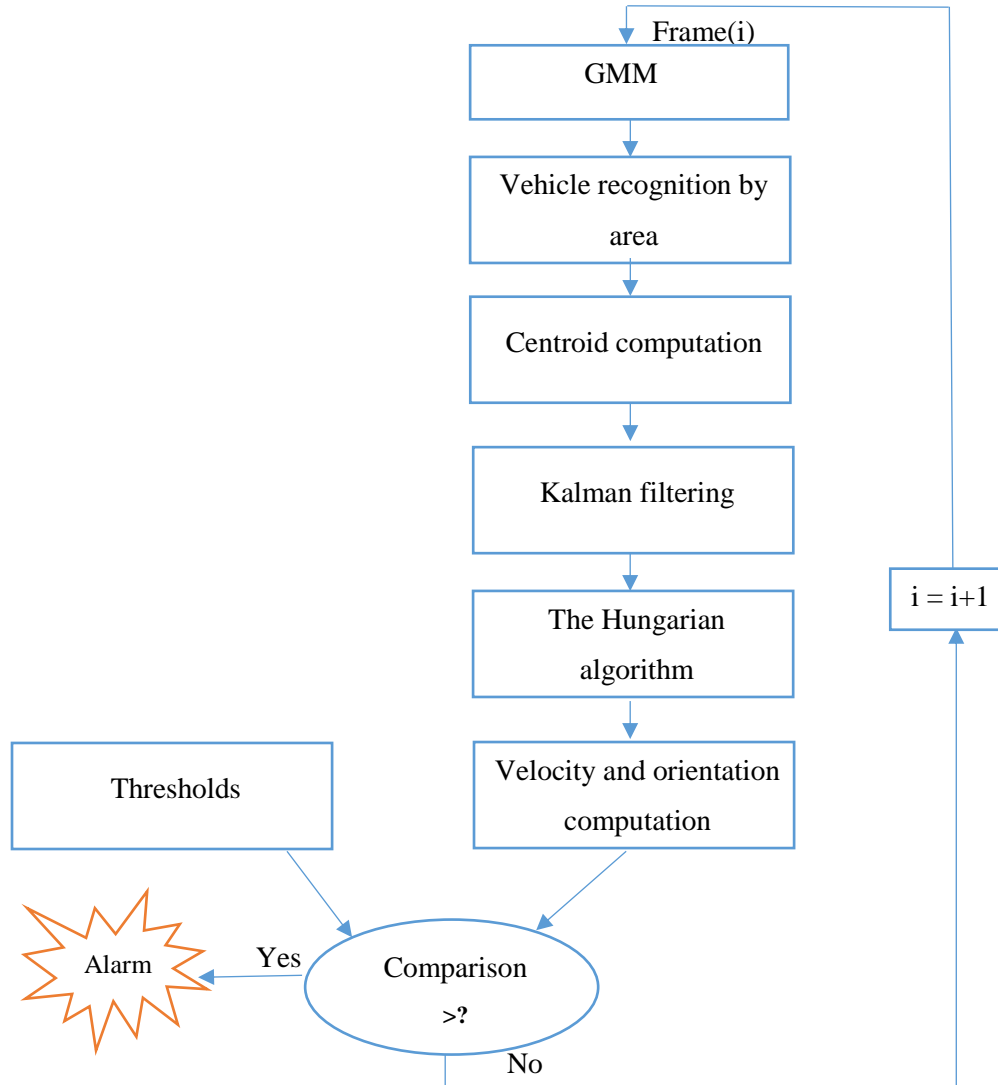 Frame(i)
GMM
Vehicle recognition by
area
Centroid computation
Kalman filtering
i = i+1
The Hungarian
algorithm
Thresholds
Velocity and orientation
computation
Alarm
Yes
Comparison
>?
No